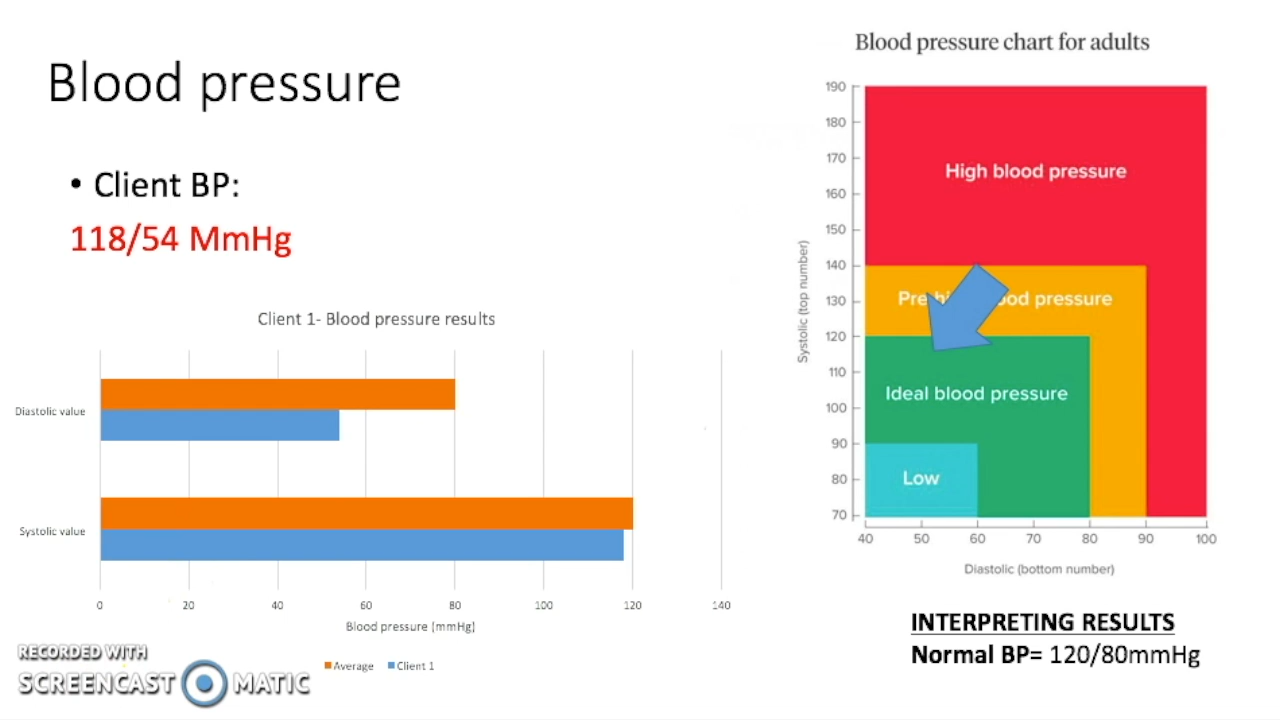 Blood pressure
• Client BP:
118/54 MmHg
Client 1- Blood pressure results
Diastolic value
Systolic value
0 20 40 60 80 100 120 140
Blood pressure (mmHg)
Average Client 1
RECORDED WITH
SCREENCAST MATIC
Blood pressure chart for adults
Systolic (top number)
190
180
170
160
150
140
130
120
110
100
90
80
70
High blood pressure
Pre-hi ood pressure
Ideal blood pressure
Low
40 50 60 70 80 90 100
Diastolic (bottom number)
INTERPRETING RESULTS
Normal BP= 120/80mmHg